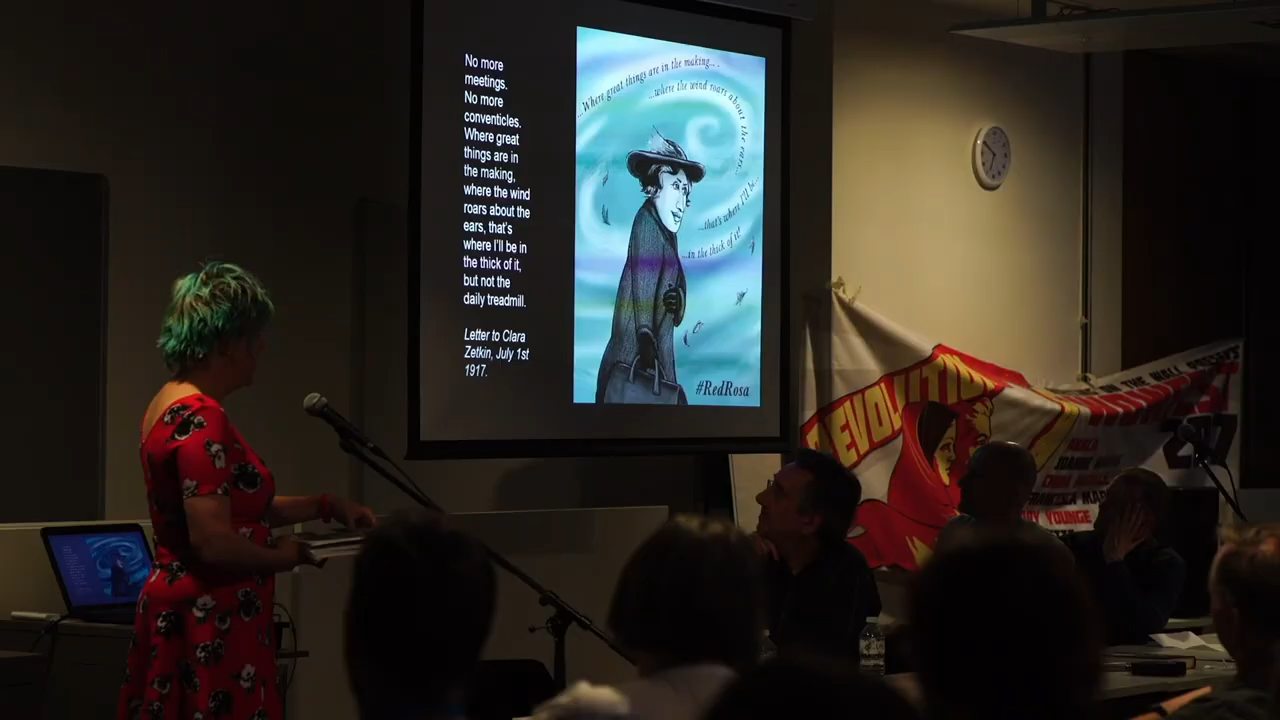 No more
meetings.
No more
conventicles.
Where great
things are in
the making,
where the wind
roars about the
ears, that's
where I'll be in
the thick of it,
but not the
daily treadmill.
Letter to Clara
Zetkin, July 1st
1917.
...Where great things are in the making...
...where the wind roars about the ears...
...that's where I'll be...
...in the thick of it!
#RedRosa
REVOLUTION
ON THE WALL
YOUNGE